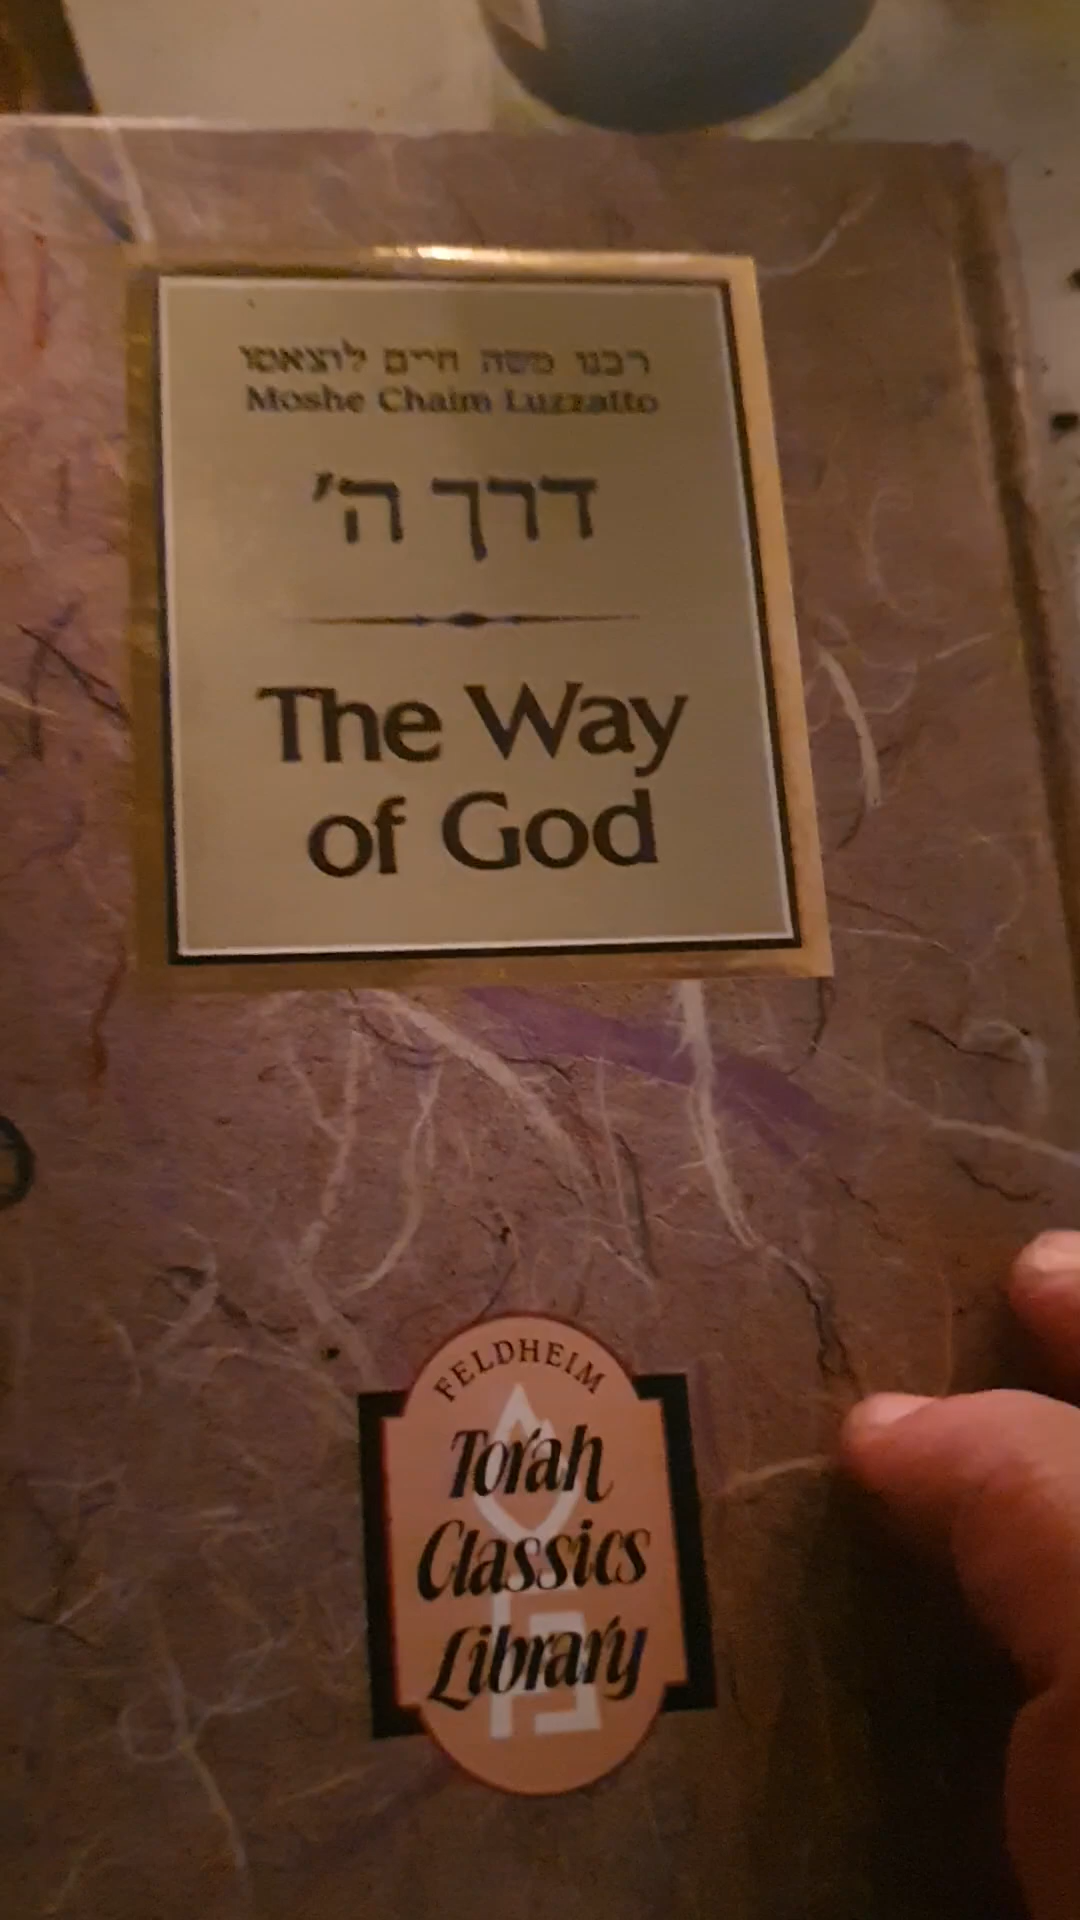 רבנו משה חיים לוצאטו
Moshe Chaim Luzzatto
דרך ה'
The Way
of God
FELDHEIM
Torah
Classics
Library